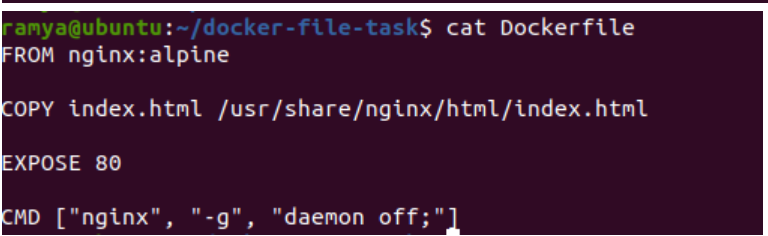 ramya@ubuntu:~/docker-file-task$ cat Dockerfile
FROM nginx:alpine
COPY index.html /usr/share/nginx/html/index.html
EXPOSE 80
CMD ["nginx", "-g", "daemon off;"]